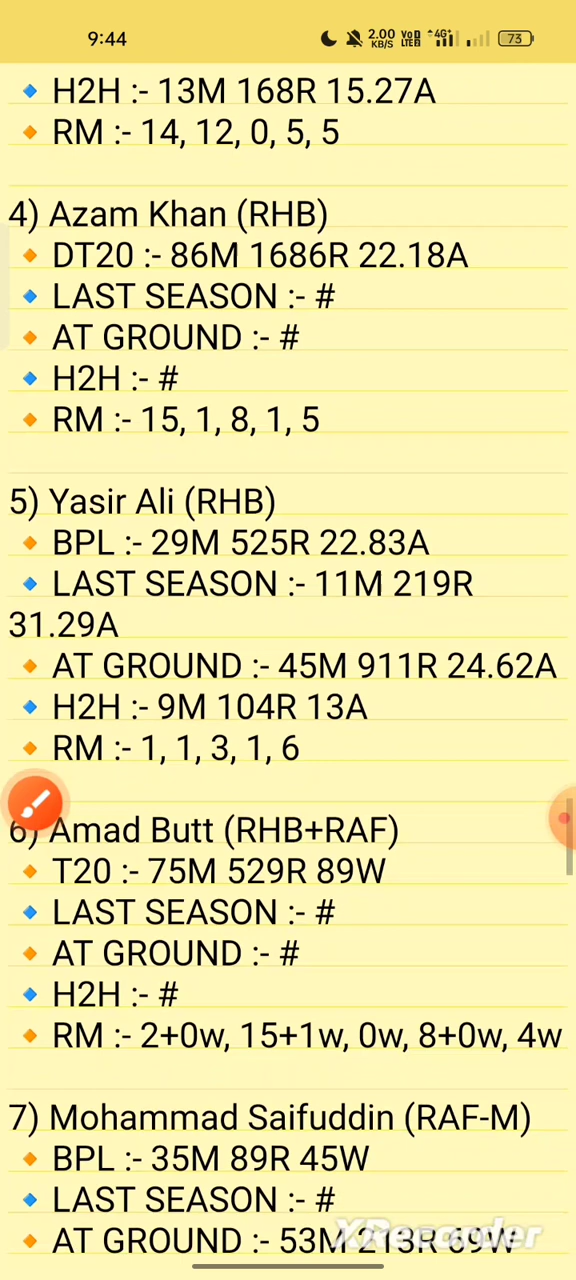 9:44
2.00 KB/S Vo LTE2 4G+ 73
H2H :- 13M 168R 15.27A
RM :- 14, 12, 0, 5, 5
4) Azam Khan (RHB)
DT20 :- 86M 1686R 22.18A
LAST SEASON :- #
AT GROUND :- #
H2H :- #
RM :- 15, 1, 8, 1, 5
5) Yasir Ali (RHB)
BPL :- 29M 525R 22.83A
LAST SEASON :- 11M 219R
31.29A
AT GROUND :- 45M 911R 24.62A
H2H :- 9M 104R 13A
RM :- 1, 1, 3, 1, 6
6) Amad Butt (RHB+RAF)
T20 :- 75M 529R 89W
LAST SEASON :- #
AT GROUND :- #
H2H :- #
RM :- 2+0w, 15+1w, 0w, 8+0w, 4w
7) Mohammad Saifuddin (RAF-M)
BPL :- 35M 89R 45W
LAST SEASON :- #
AT GROUND :- 53M 213R 69W
XRecorder